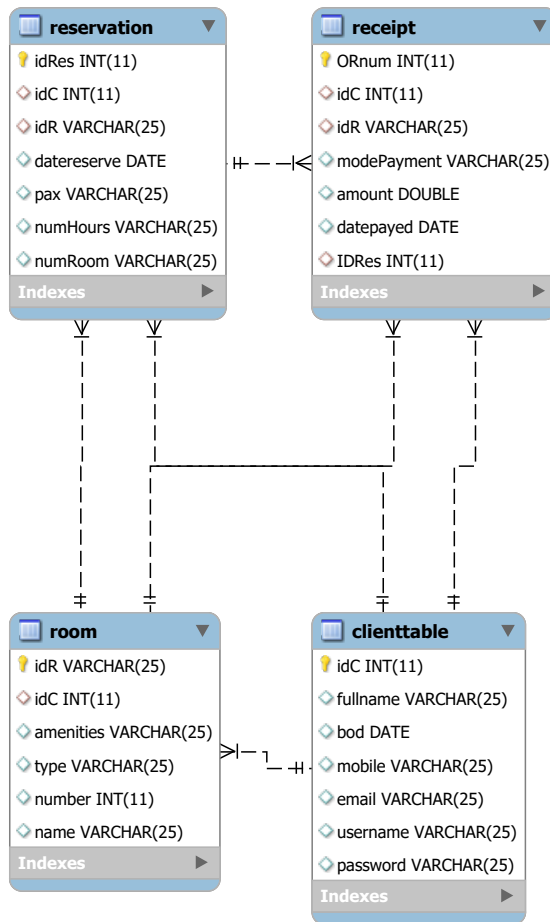 reservation
idRes INT(11)
idC INT(11)
idR VARCHAR(25)
datereserve DATE
pax VARCHAR(25)
numHours VARCHAR(25)
numRoom VARCHAR(25)
Indexes
receipt
ORnum INT(11)
idC INT(11)
idR VARCHAR(25)
modePayment VARCHAR(25)
amount DOUBLE
datepayed DATE
IDRes INT(11)
Indexes
room
idR VARCHAR(25)
idC INT(11)
amenities VARCHAR(25)
type VARCHAR(25)
number INT(11)
name VARCHAR(25)
Indexes
clienttable
idC INT(11)
fullname VARCHAR(25)
bod DATE
mobile VARCHAR(25)
email VARCHAR(25)
username VARCHAR(25)
password VARCHAR(25)
Indexes